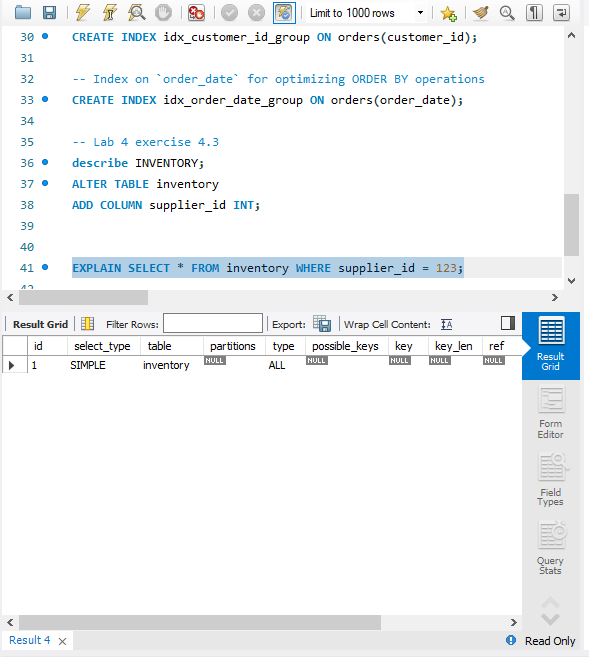 Limit to 1000 rows
30 CREATE INDEX idx_customer_id_group ON orders(customer_id);
31
32 -- Index on `order_date` for optimizing ORDER BY operations
33 CREATE INDEX idx_order_date_group ON orders(order_date);
34
35 -- Lab 4 exercise 4.3
36 describe INVENTORY;
37 ALTER TABLE inventory
38 ADD COLUMN supplier_id INT;
39
40
41 EXPLAIN SELECT * FROM inventory WHERE supplier_id = 123;
42
Result Grid Filter Rows: Export: Wrap Cell Content: IA
id select_type table partitions type possible_keys key key_len ref
1 SIMPLE inventory NULL ALL NULL NULL NULL NULL
Result
Grid
Form
Editor
Field
Types
Query
Stats
Result 4 Read Only